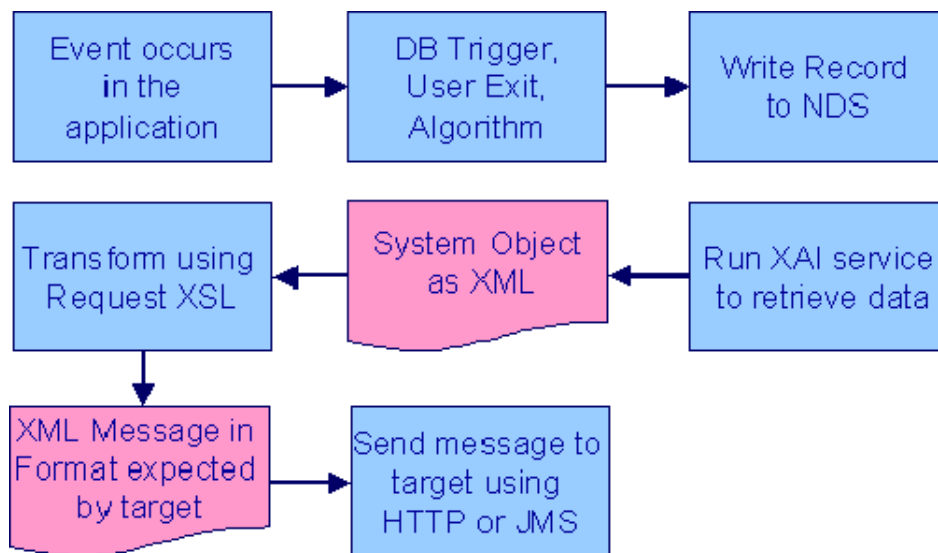 Event occurs
in the
application
DB Trigger,
User Exit,
Algorithm
Write Record
to NDS
Transform using
Request XSL
System Object
as XML
Run XAI service
to retrieve data
XML Message in
Format expected
by target
Send message to
target using
HTTP or JMS